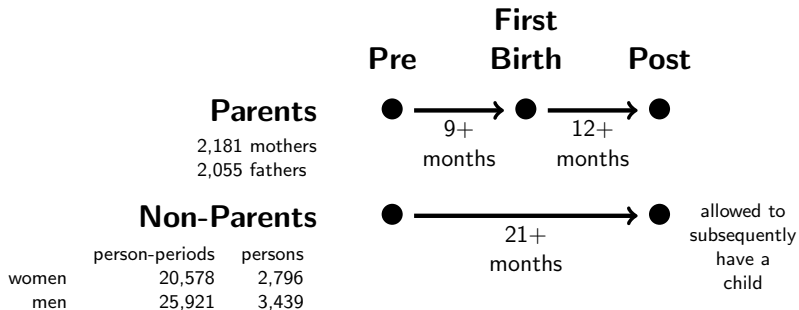 First
Pre Birth Post
Parents
2,181 mothers
2,055 fathers
9+
months
12+
months
Non-Parents
person-periods persons
women 20,578 2,796
men 25,921 3,439
21+
months
allowed to
subsequently
have a
child